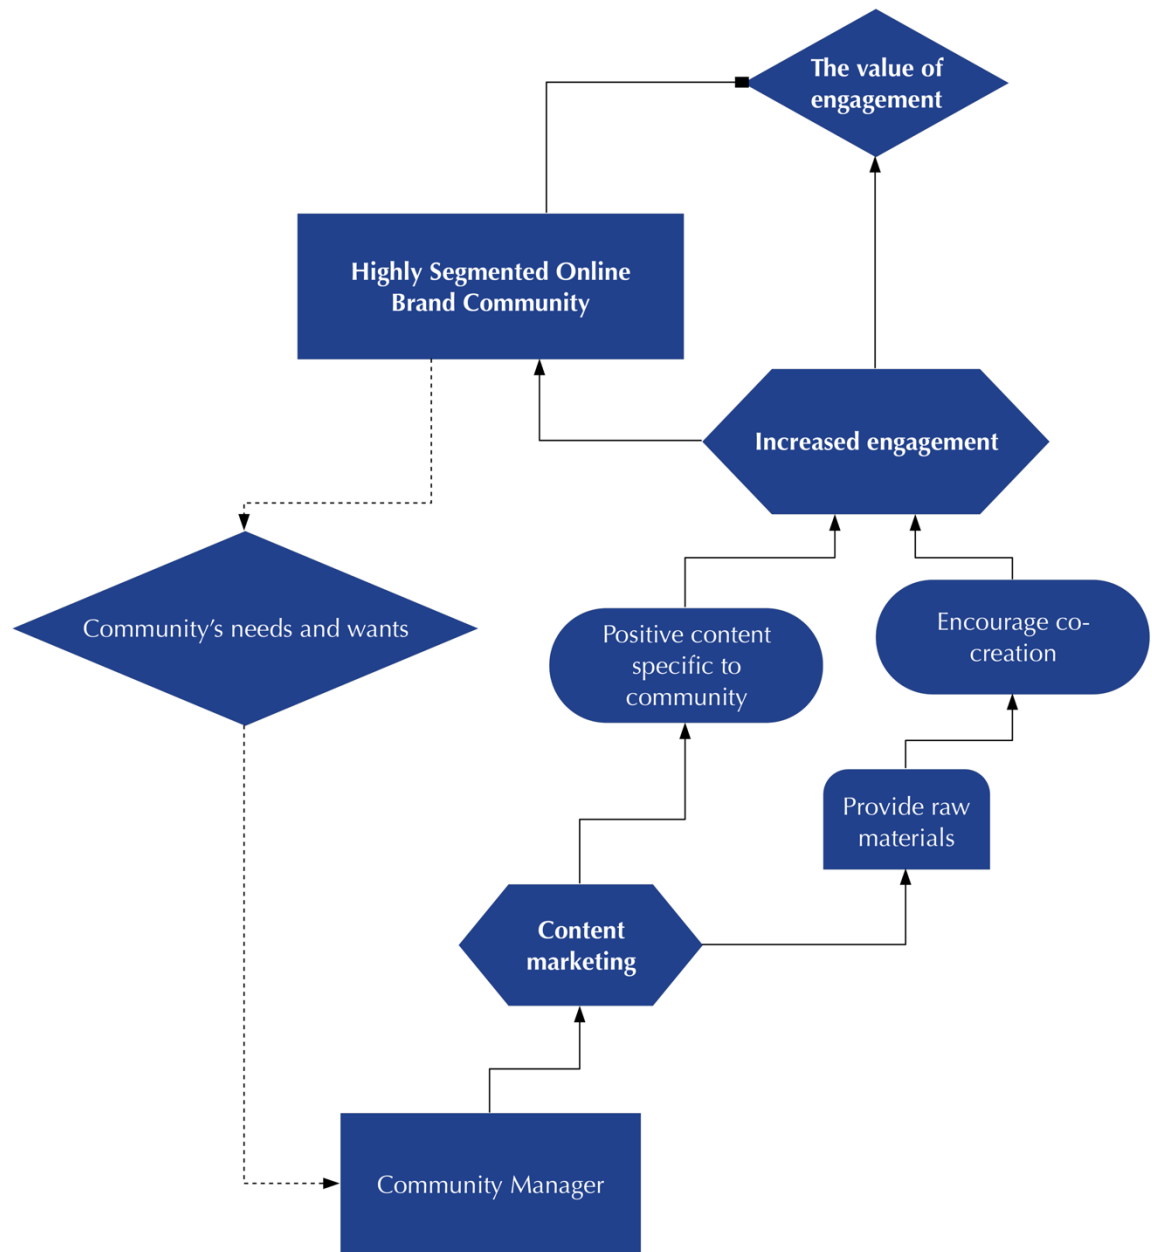 The value of
engagement
Highly Segmented Online
Brand Community
Increased engagement
Community’s needs and wants
Positive content
specific to
community
Encourage co-
creation
Provide raw
materials
Content
marketing
Community Manager